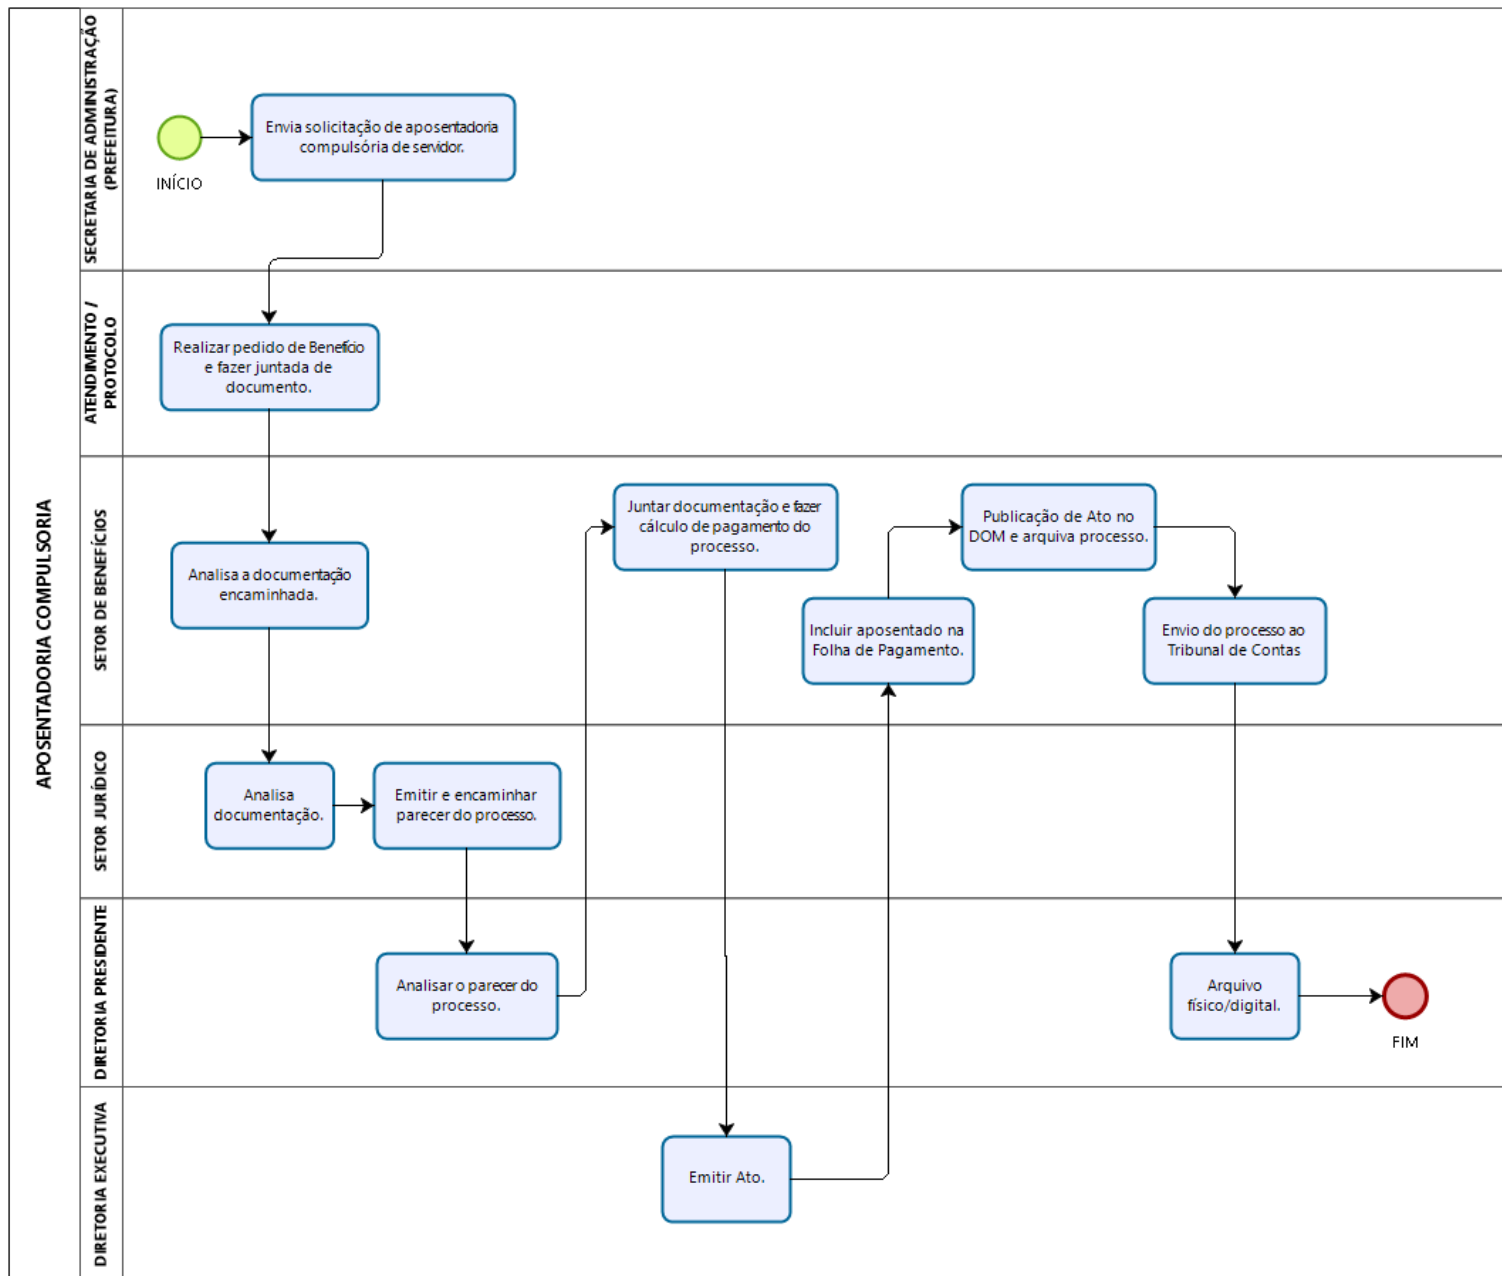 APOSENTADORIA COMPULSORIA
SECRETARIA DE ADMINISTRAÇÃO
(PREFEITURA)
INÍCIO
Envia solicitação de aposentadoria
compulsória de servidor.
ATENDIMENTO /
PROTOCOLO
Realizar pedido de Benefício
e fazer juntada de
documento.
SETOR DE BENEFÍCIOS
Analisa a documentação
encaminhada.
Juntar documentação e fazer
cálculo de pagamento do
processo.
Incluir aposentado na
Folha de Pagamento.
Publicação de Ato no
DOM e arquiva processo.
Envio do processo ao
Tribunal de Contas
SETOR JURÍDICO
Analisa
documentação.
Emitir e encaminhar
parecer do processo.
DIRETORIA PRESIDENTE
Analisar o parecer do
processo.
Arquivo
físico/digital.
FIM
DIRETORIA EXECUTIVA
Emitir Ato.